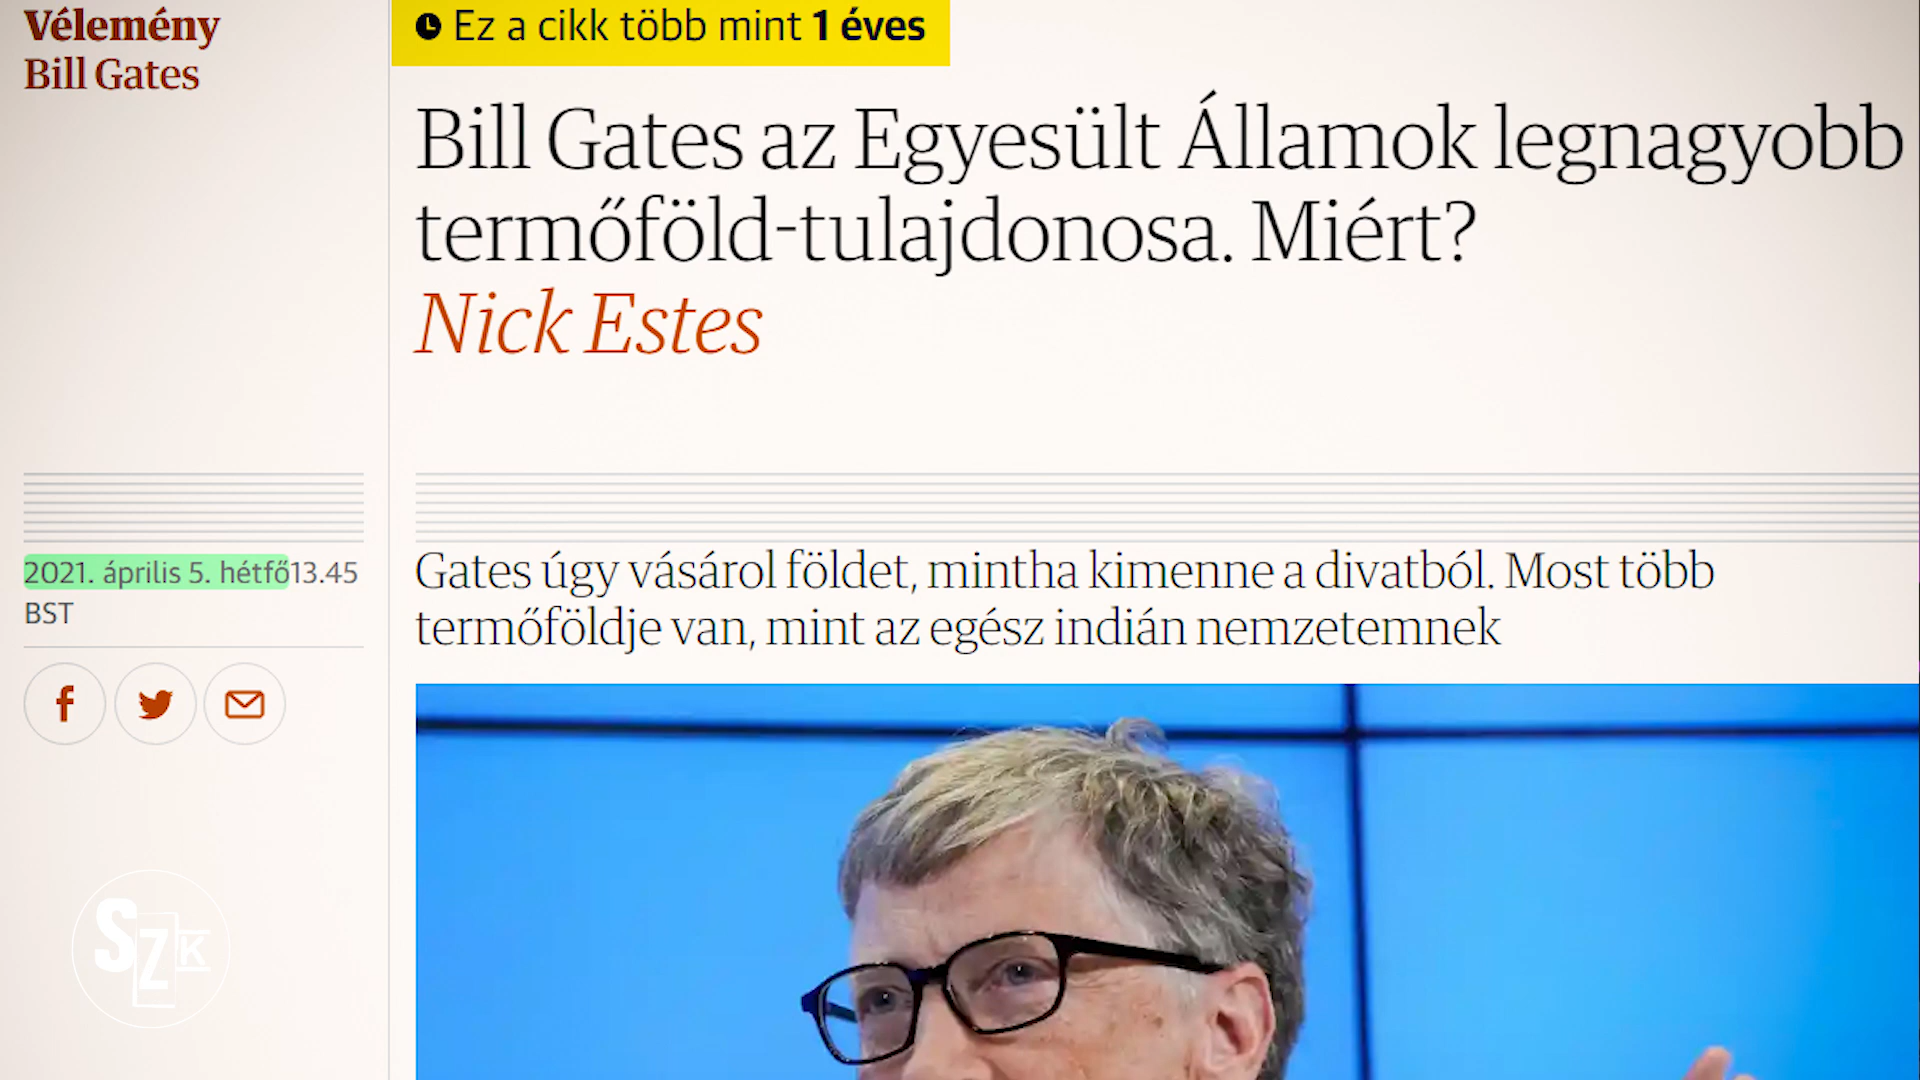 Vélemény
Bill Gates
Ez a cikk több mint 1 éves
Bill Gates az Egyesült Államok legnagyobb
termőföld-tulajdonosa. Miért?
Nick Estes
2021. április 5. hétfő13.45
BST
Gates úgy vásárol földet, mintha kimenne a divatból. Most több
termőföldje van, mint az egész indián nemzetemnek
SZK